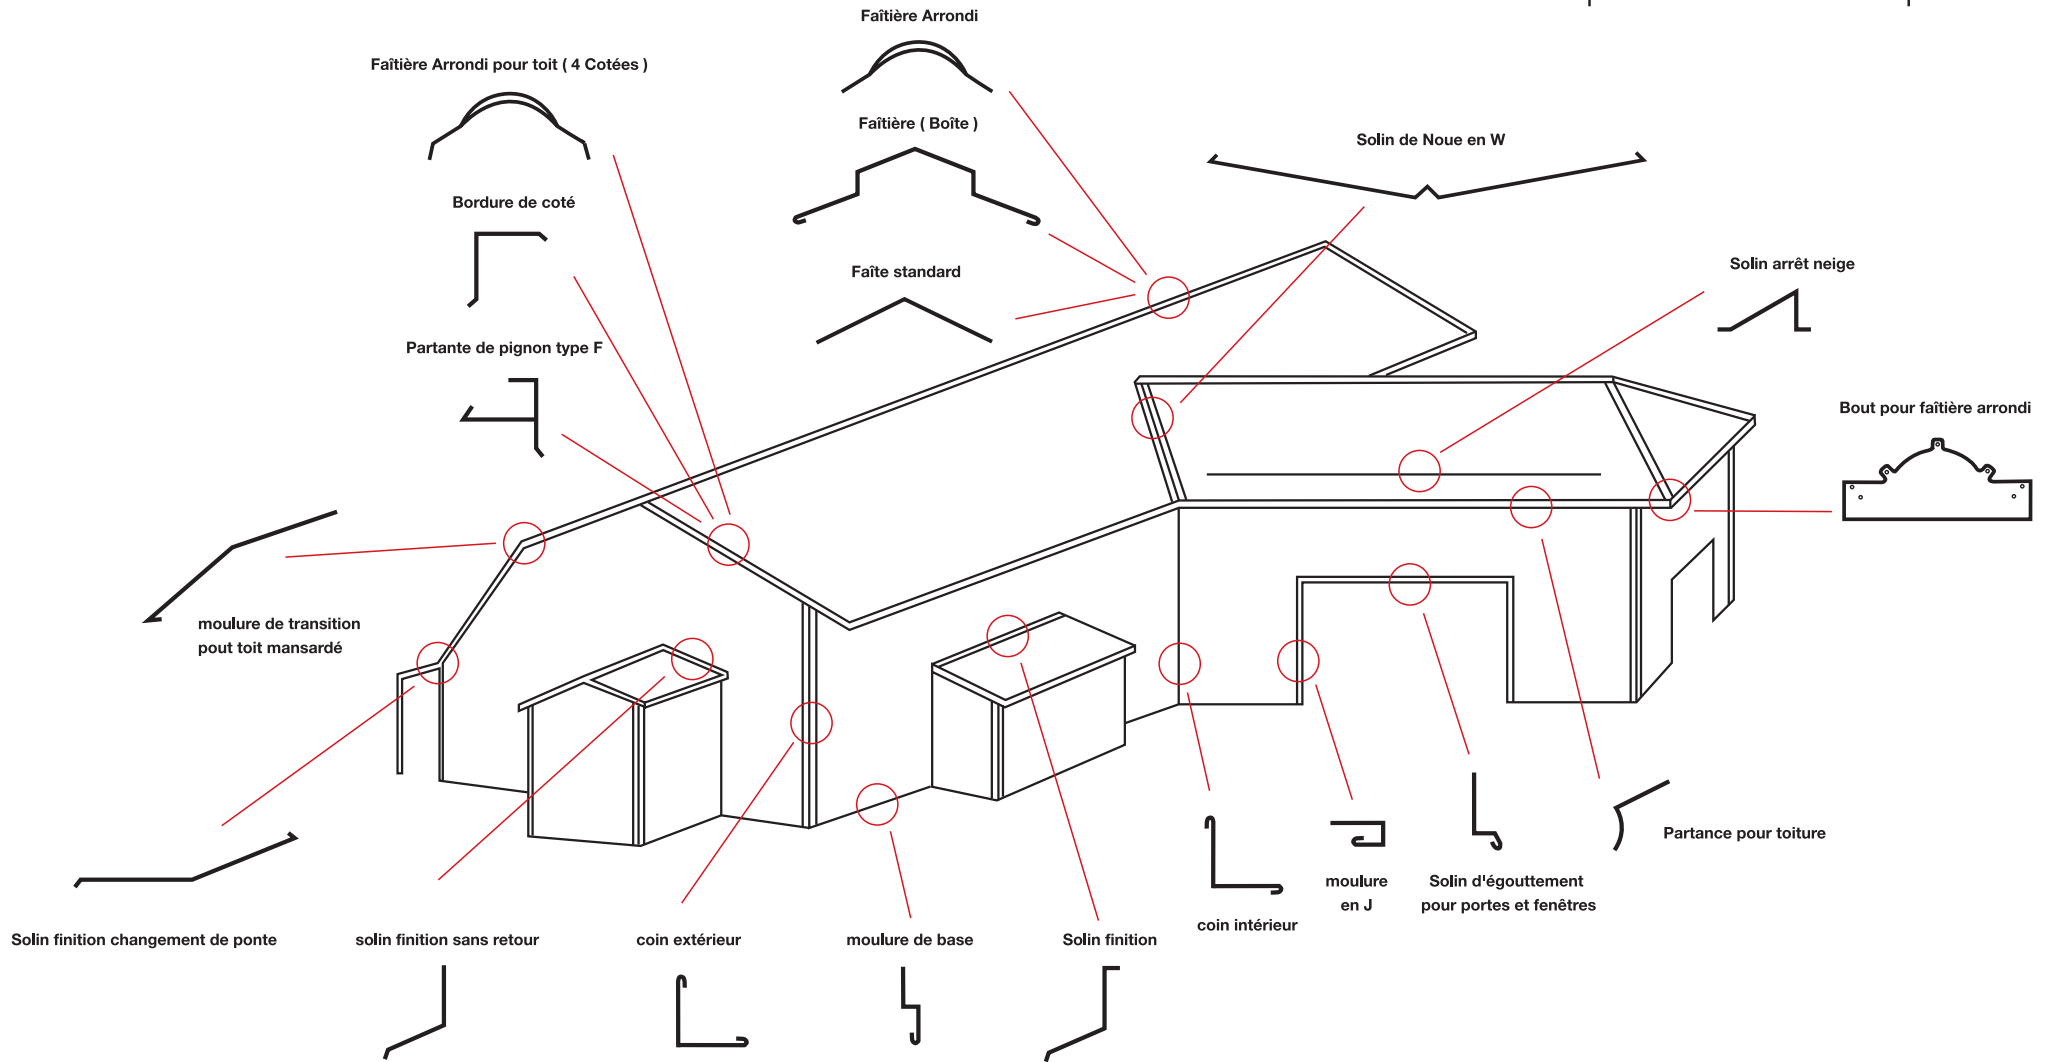 Faîtière Arrondi
Faîtière Arrondi pour toit ( 4 Cotées )
Faîtière ( Boîte )
Solin de Noue en W
Bordure de coté
Solin arrêt neige
Faîte standard
Partante de pignon type F
Bout pour faîtière arrondi
moulure de transition
pout toit mansardé
Partance pour toiture
moulure
en J
Solin d'égouttement
pour portes et fenêtres
coin intérieur
Solin finition changement de ponte
solin finition sans retour
coin extérieur
moulure de base
Solin finition